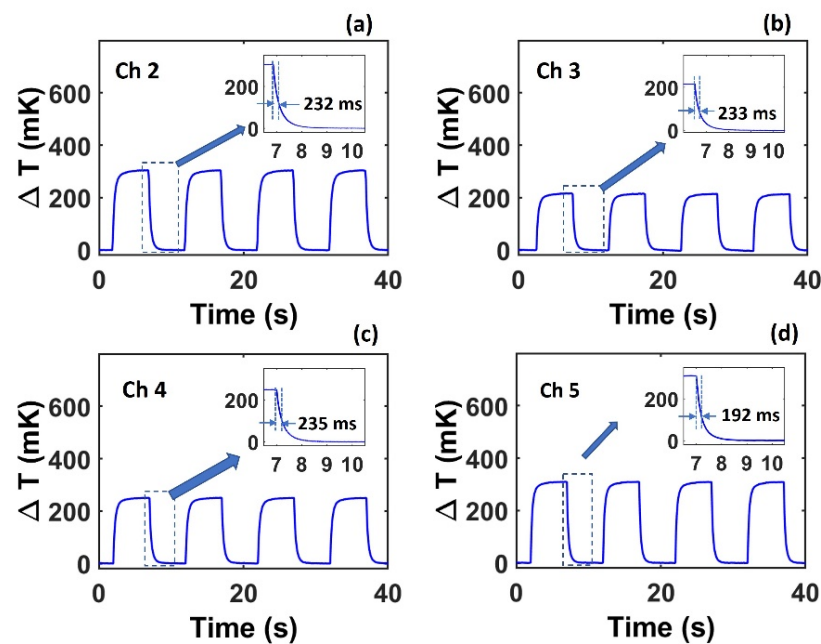 (a)
Ch 2
232 ms
200
0
7 8 9 10
Δ T (mK)
600
400
200
0
0 20 40
Time (s)
(b)
Ch 3
233 ms
200
0
7 8 9 10
Δ T (mK)
600
400
200
0
0 20 40
Time (s)
(c)
Ch 4
235 ms
200
0
7 8 9 10
Δ T (mK)
600
400
200
0
0 20 40
Time (s)
(d)
Ch 5
192 ms
200
0
7 8 9 10
Δ T (mK)
600
400
200
0
0 20 40
Time (s)